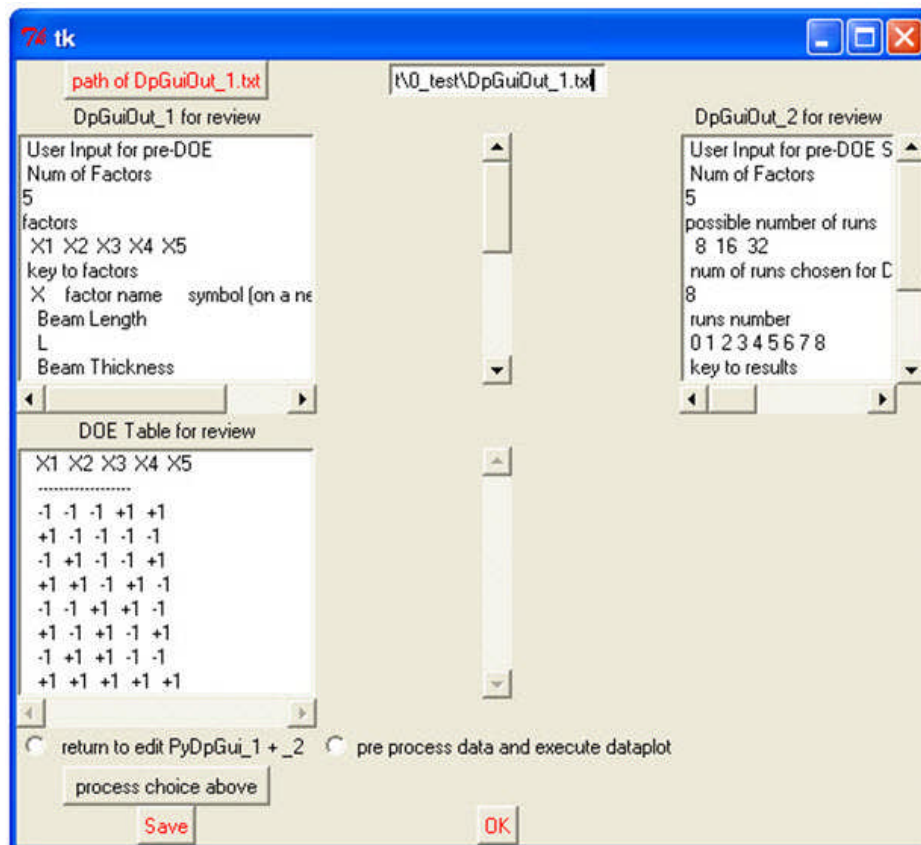 tk
path of DpGuiOut_1.txt
t\0_test\DpGuiOut_1.txt
DpGuiOut_1 for review
User Input for pre-DOE
Num of Factors
5
factors
X1 X2 X3 X4 X5
key to factors
X factor name symbol (on a ne
Beam Length
L
Beam Thickness
DpGuiOut_2 for review
User Input for pre-DOE S
Num of Factors
5
possible number of runs
8 16 32
num of runs chosen for D
8
runs number
0 1 2 3 4 5 6 7 8
key to results
DOE Table for review
X1 X2 X3 X4 X5
------------------
-1 -1 -1 +1 +1
+1 -1 -1 -1 -1
-1 +1 -1 -1 +1
+1 +1 -1 +1 -1
-1 -1 +1 +1 -1
+1 -1 +1 -1 +1
-1 +1 +1 -1 -1
+1 +1 +1 +1 +1
return to edit PyDpGui_1 + _2
pre process data and execute dataplot
process choice above
Save
OK